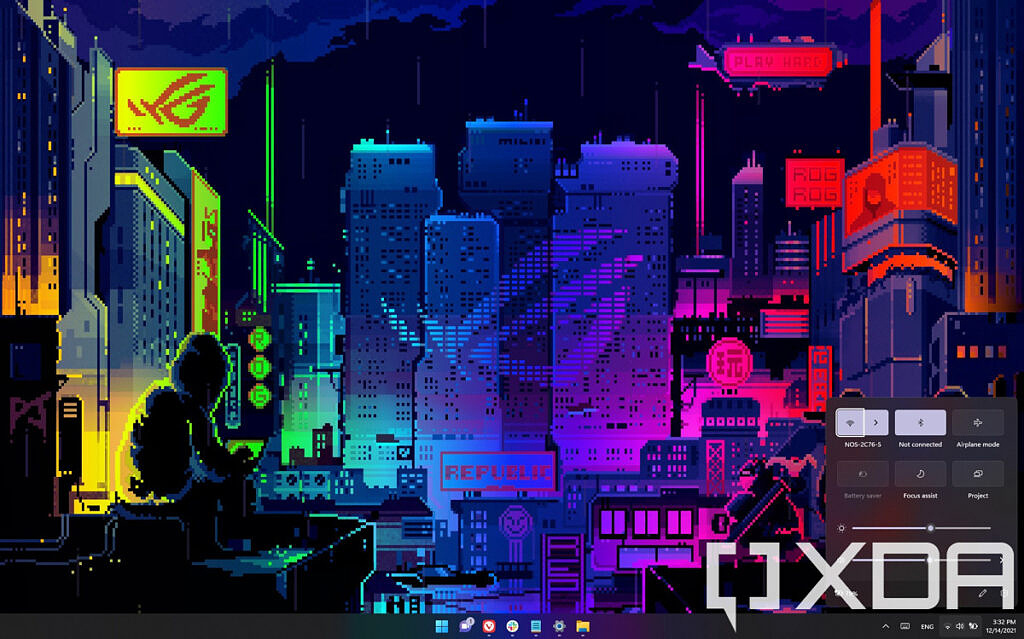 PLAY HARD
ROG
ROG
R
O
G
玩
REPUBLIC
NOS-2C76-5
Not connected
Airplane mode
Battery saver
Focus assist
Project
XDA
ENG
3:32 PM
12/14/2021